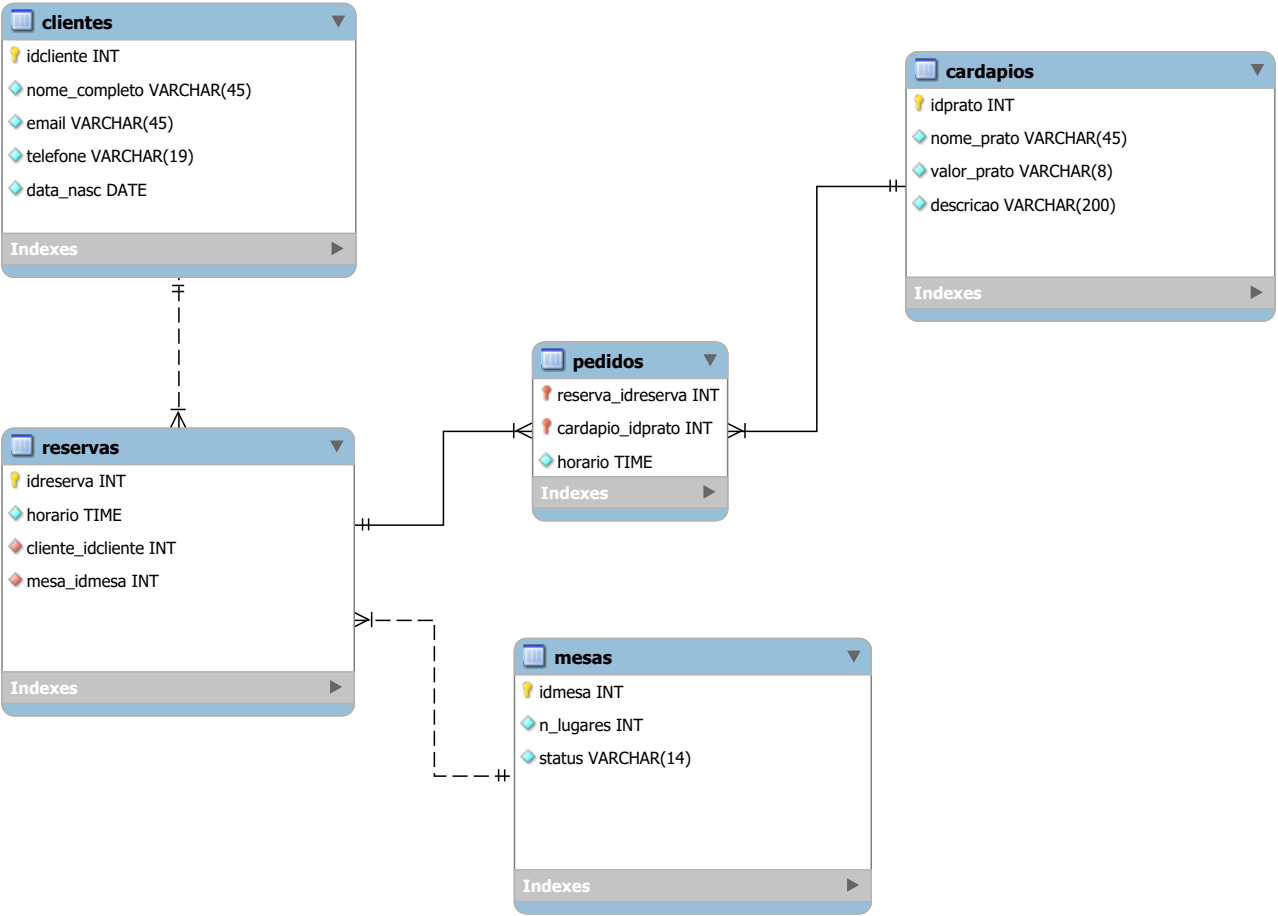 clientes
idcliente INT
nome_completo VARCHAR(45)
email VARCHAR(45)
telefone VARCHAR(19)
data_nasc DATE
Indexes
cardapios
idprato INT
nome_prato VARCHAR(45)
valor_prato VARCHAR(8)
descricao VARCHAR(200)
Indexes
pedidos
reserva_idreserva INT
cardapio_idprato INT
horario TIME
Indexes
reservas
idreserva INT
horario TIME
cliente_idcliente INT
mesa_idmesa INT
Indexes
mesas
idmesa INT
n_lugares INT
status VARCHAR(14)
Indexes